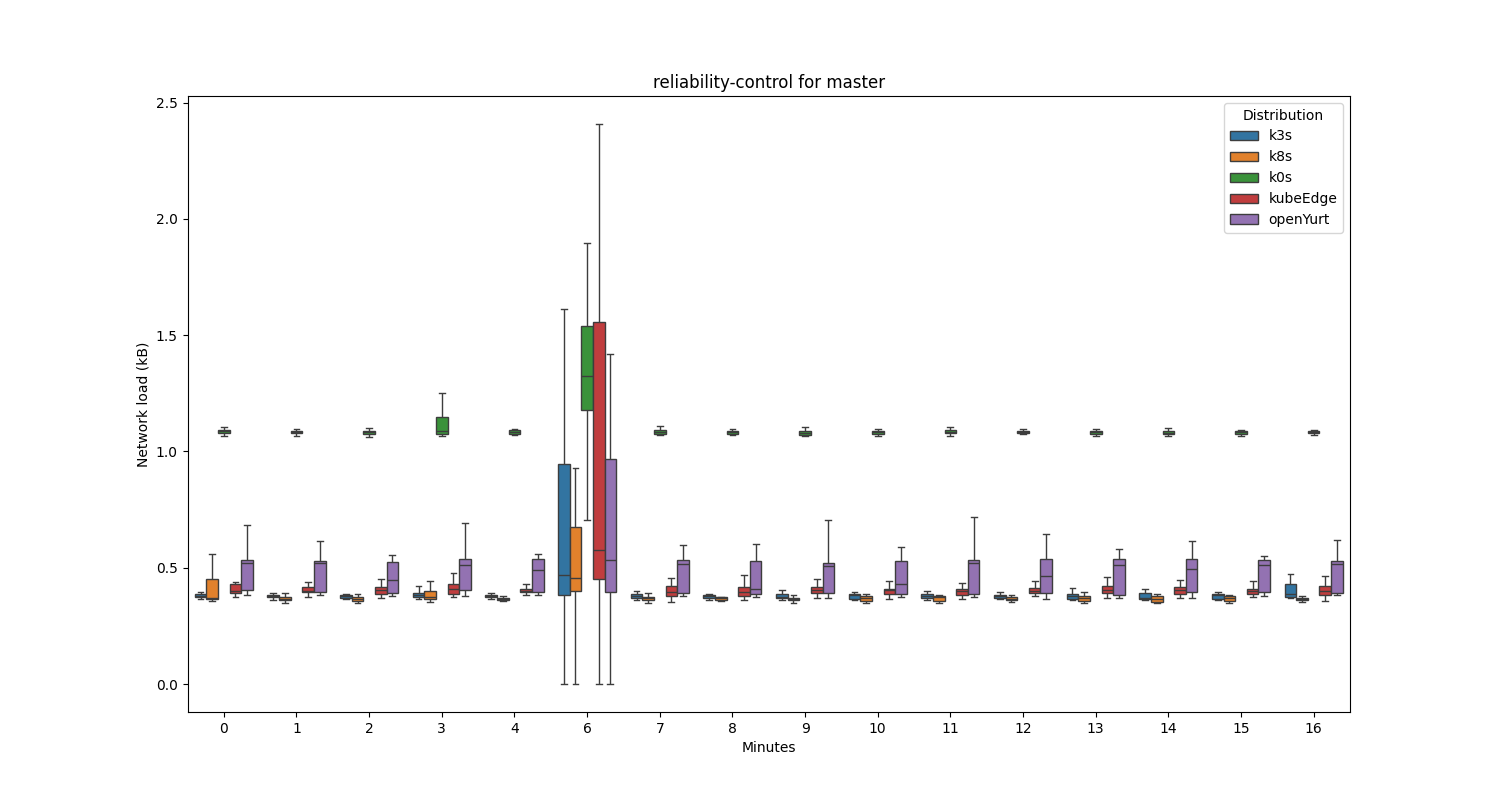 reliability-control for master
2.5
2.0
1.5
1.0
0.5
0.0
Network load (kB)
Distribution
k3s
k8s
k0s
kubeEdge
openYurt
0 1 2 3 4 6 7 8 9 10 11 12 13 14 15 16
Minutes